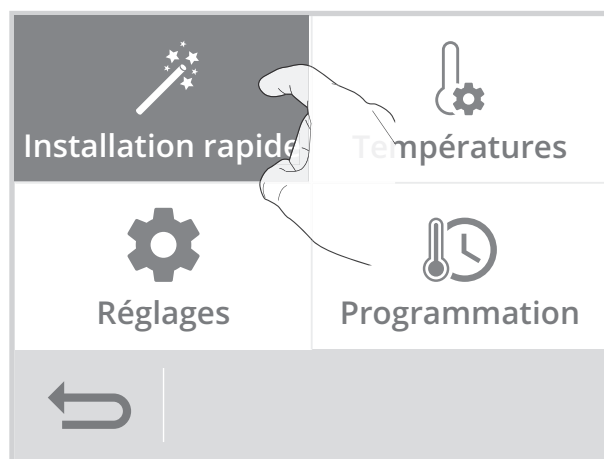 Installation rapide
Températures
Réglages
Programmation